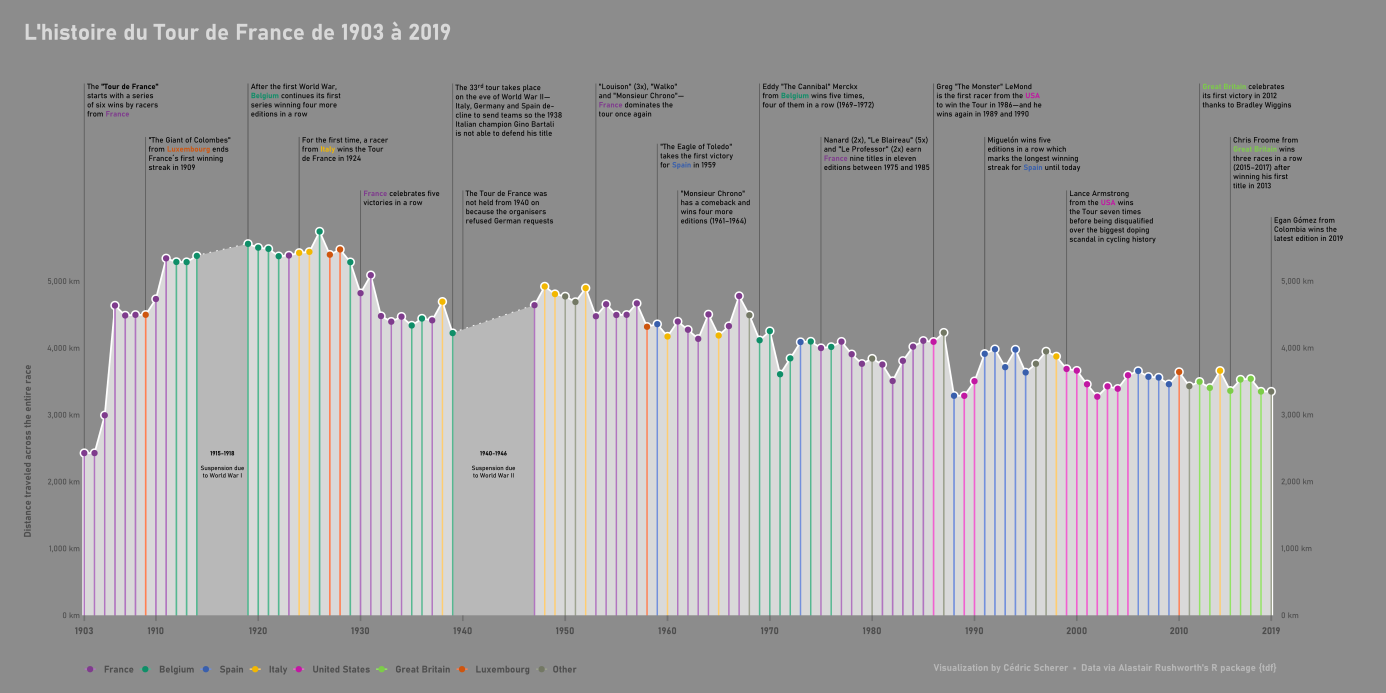 L'histoire du Tour de France de 1903 à 2019
The "Tour de France"
starts with a series
of six wins by racers
from France
"The Giant of Colombes"
from Luxembourg ends
France´s first winning
streak in 1909
After the first World War,
Belgium continues its first
series winning four more
editions in a row
For the first time, a racer
from Italy wins the Tour
de France in 1924
France celebrates five
victories in a row
The 33rd tour takes place
on the eve of World War II—
Italy, Germany and Spain de-
cline to send teams so the 1938
Italian champion Gino Bartali
is not able to defend his title
The Tour de France was
not held from 1940 on
because the organisers
refused German requests
"Louison" (3x), "Walko"
and "Monsieur Chrono"—
France dominates the
tour once again
"The Eagle of Toledo"
takes the first victory
for Spain in 1959
"Monsieur Chrono"
has a comeback and
wins four more
editions (1961–1964)
Eddy "The Cannibal" Merckx
from Belgium wins five times,
four of them in a row (1969–1972)
Nanard (2x), "Le Blaireau" (5x)
and "Le Professor" (2x) earn
France nine titles in eleven
editions between 1975 and 1985
Greg "The Monster" LeMond
is the first racer from the USA
to win the Tour in 1986—and he
wins again in 1989 and 1990
Miguelón wins five
editions in a row which
marks the longest winning
streak for Spain until today
Lance Armstrong
from the USA wins
the Tour seven times
before being disqualified
over the biggest doping
scandal in cycling history
Great Britain celebrates
its first victory in 2012
thanks to Bradley Wiggins
Chris Froome from
Great Britain wins
three races in a row
(2015–2017) after
winning his first
title in 2013
Egan Gómez from
Colombia wins the
latest edition in 2019
Distance traveled across the entire race
5,000 km
4,000 km
3,000 km
2,000 km
1,000 km
0 km
5,000 km
4,000 km
3,000 km
2,000 km
1,000 km
0 km
1915–1918
Suspension due
to World War I
1940–1946
Suspension due
to World War II
1903 1910 1920 1930 1940 1950 1960 1970 1980 1990 2000 2010 2019
France Belgium Spain Italy United States Great Britain Luxembourg Other
Visualization by Cédric Scherer • Data via Alastair Rushworth's R package {tdf}